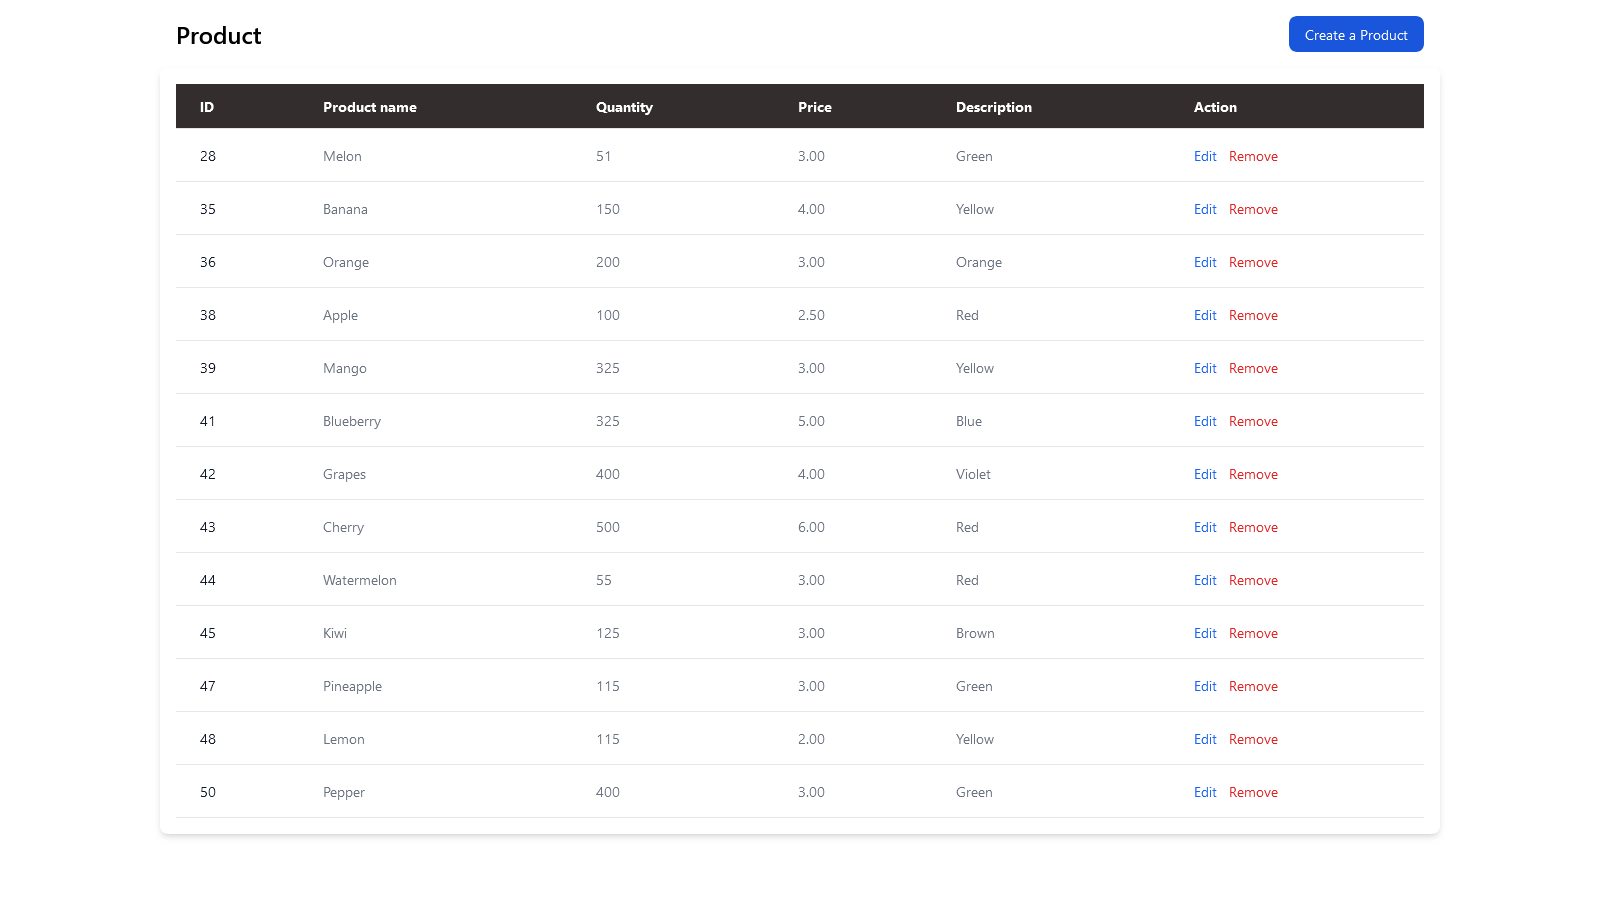 Product Create a Product
ID Product name Quantity Price Description Action
28 Melon 51 3.00 Green Edit Remove
35 Banana 150 4.00 Yellow Edit Remove
36 Orange 200 3.00 Orange Edit Remove
38 Apple 100 2.50 Red Edit Remove
39 Mango 325 3.00 Yellow Edit Remove
41 Blueberry 325 5.00 Blue Edit Remove
42 Grapes 400 4.00 Violet Edit Remove
43 Cherry 500 6.00 Red Edit Remove
44 Watermelon 55 3.00 Red Edit Remove
45 Kiwi 125 3.00 Brown Edit Remove
47 Pineapple 115 3.00 Green Edit Remove
48 Lemon 115 2.00 Yellow Edit Remove
50 Pepper 400 3.00 Green Edit Remove